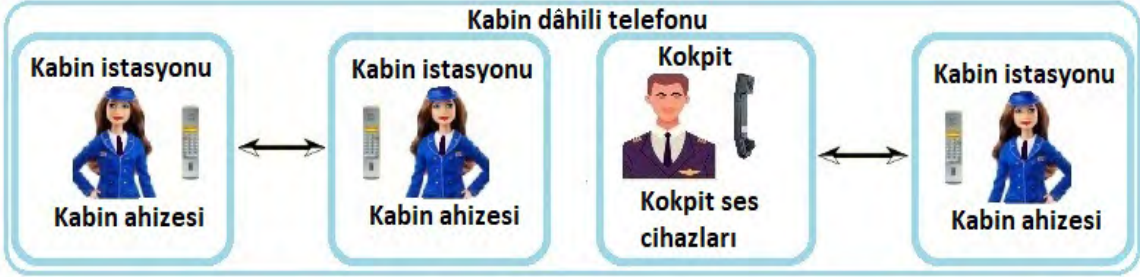 Kabin dâhili telefonu
Kabin istasyonu
Kabin ahizesi
Kabin istasyonu
Kabin ahizesi
Kokpit
Kokpit ses
cihazları
Kabin istasyonu
Kabin ahizesi